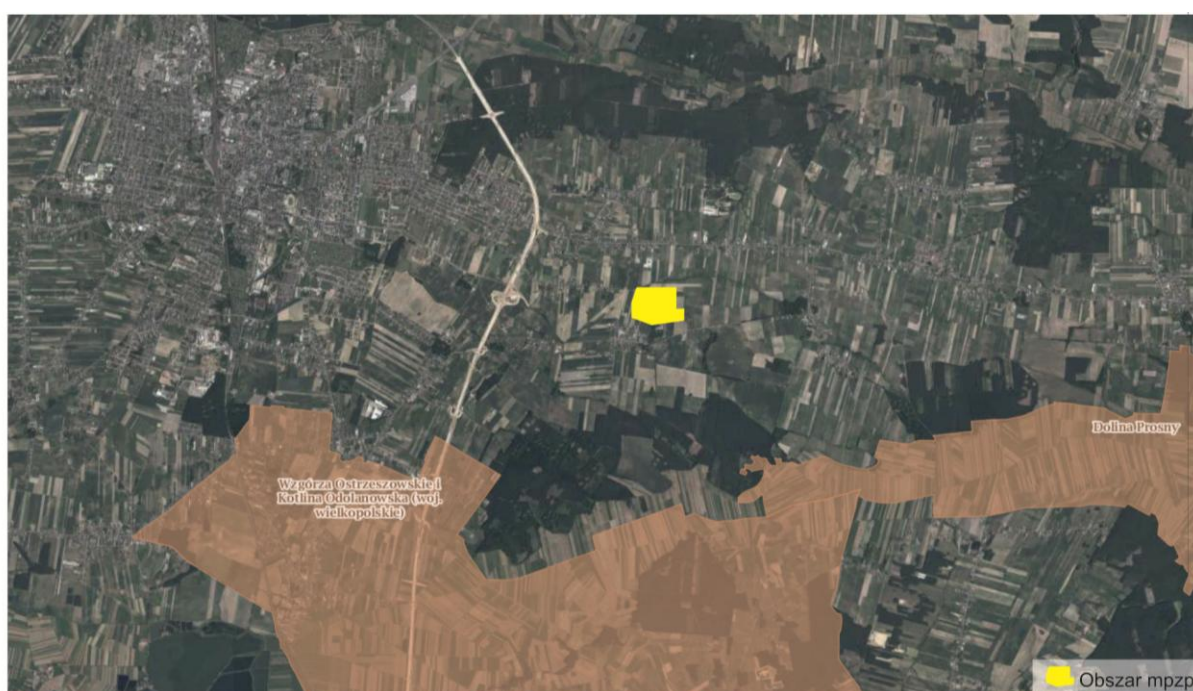 Dolina Prosny
Wzgórza Ostrzeszowskie i
Kotlina Odolanowska (woj.
wielkopolskie)
Obszar mpzp